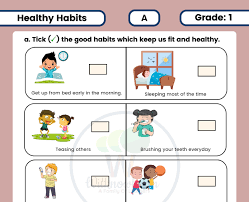 Healthy Habits
A
Grade: 1
a. Tick (✓) the good habits which keep us fit and healthy.
Get up from bed early in the morning.
Sleeping most of the time
Teasing others
Brushing your teeth everyday